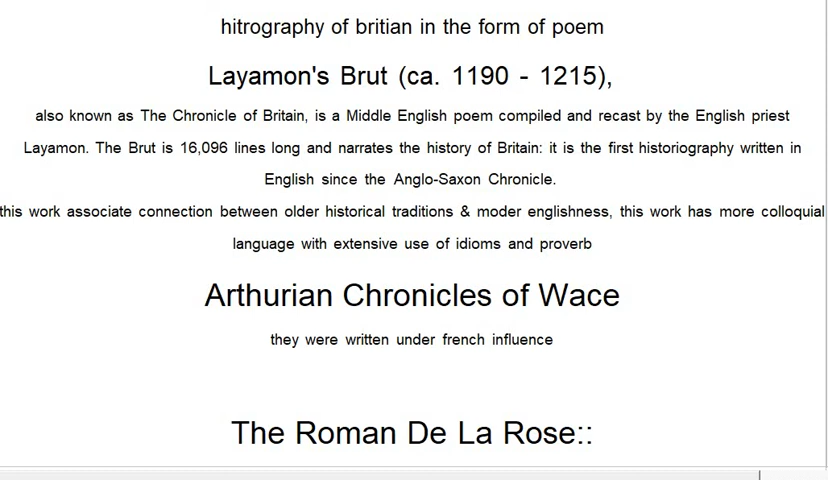 hitrography of britian in the form of poem
Layamon's Brut (ca. 1190 - 1215),
also known as The Chronicle of Britain, is a Middle English poem compiled and recast by the English priest
Layamon. The Brut is 16,096 lines long and narrates the history of Britain: it is the first historiography written in
English since the Anglo-Saxon Chronicle.
this work associate connection between older historical traditions & moder englishness, this work has more colloquial
language with extensive use of idioms and proverb
Arthurian Chronicles of Wace
they were written under french influence
The Roman De La Rose::